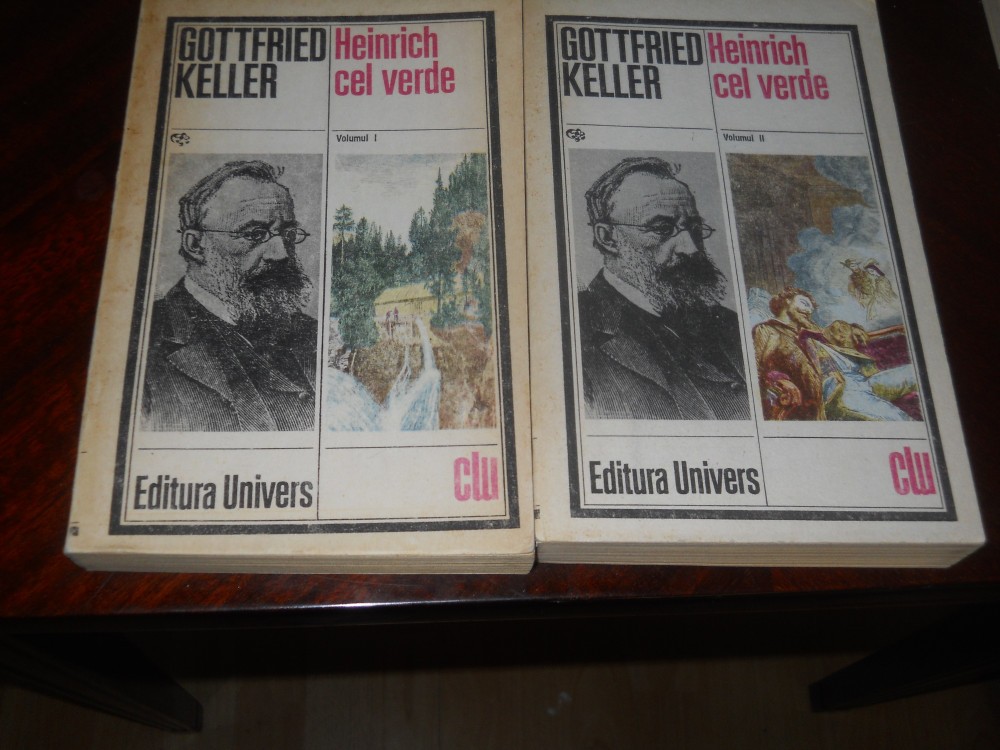 GOTTFRIED
KELLER
Heinrich
cel verde
Volumul I
Editura Univers
clu
GOTTFRIED
KELLER
Heinrich
cel verde
Volumul II
Editura Univers
clu